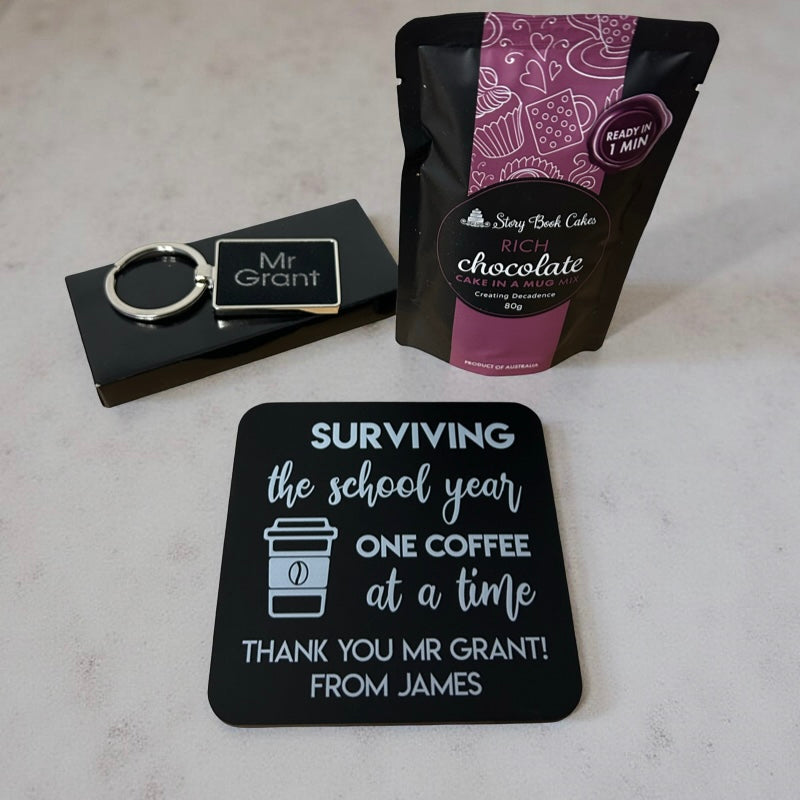 Mr
Grant
READY IN
1 MIN
Story Book Cakes
RICH
chocolate
CAKE IN A MUG MIX
Creating Decadence
80g
PRODUCT OF AUSTRALIA
SURVIVING
the school year
ONE COFFEE
at a time
THANK YOU MR GRANT!
FROM JAMES